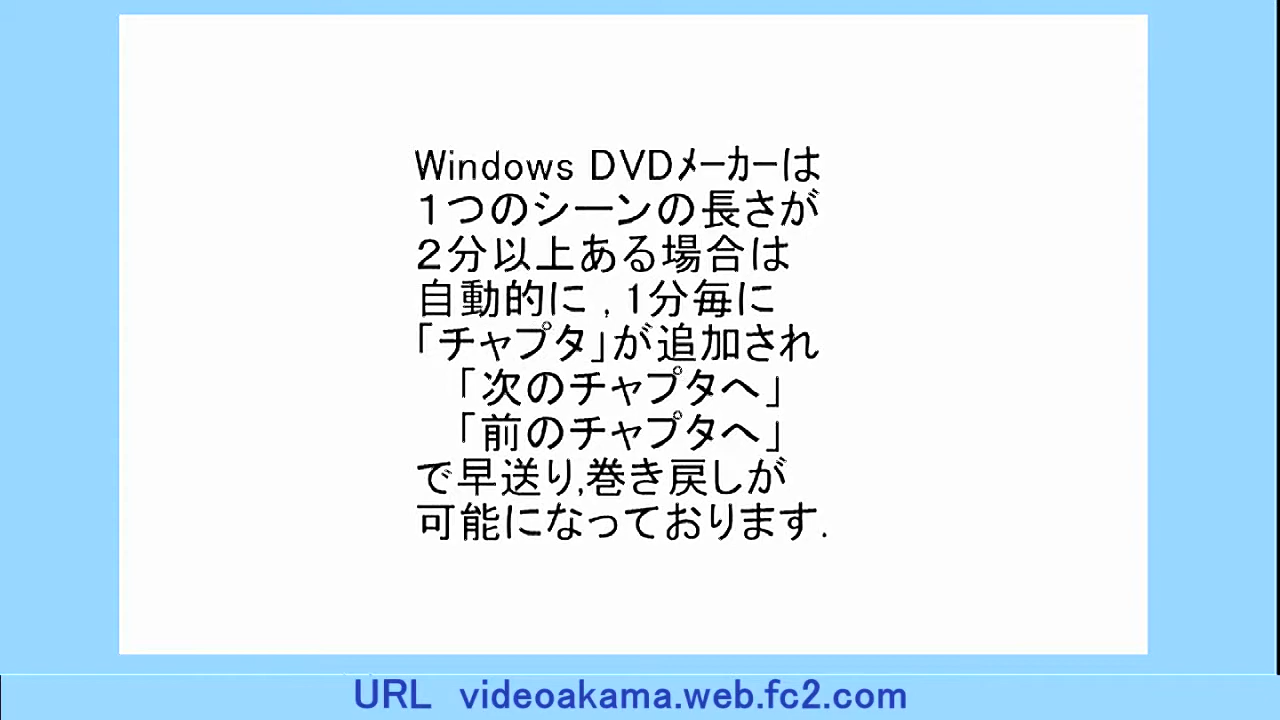 Windows DVDﾒｰｶｰは
１つのシーンの長さが
２分以上ある場合は
自動的に , 1分毎に
｢チャプタ｣が追加され
｢次のチャプタへ｣
｢前のチャプタへ｣
で早送り,巻き戻しが
可能になっております.
URL videoakama.web.fc2.com